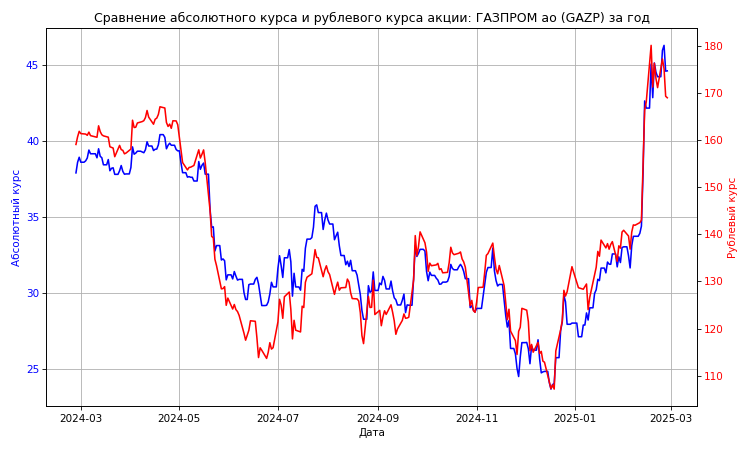 Сравнение абсолютного курса и рублевого курса акции: ГАЗПРОМ ао (GAZP) за год
Абсолютный курс
45
40
35
30
25
180
170
160
150
140
130
120
110
Рублевый курс
2024-03 2024-05 2024-07 2024-09 2024-11 2025-01 2025-03
Дата